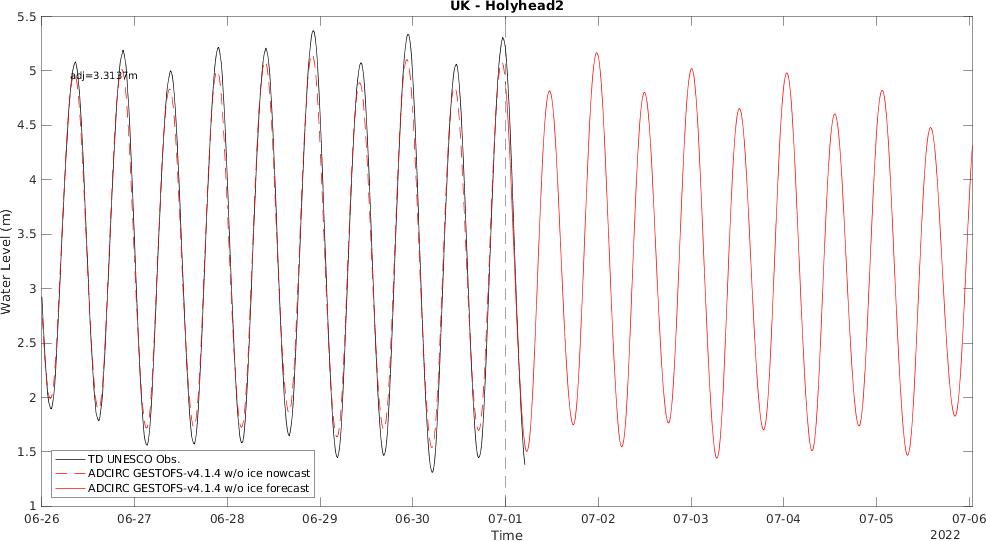 UK - Holyhead2
5.5
5
4.5
4
3.5
3
2.5
2
1.5
1
Water Level (m)
adj=3.3137m
TD UNESCO Obs.
ADCIRC GESTOFS-v4.1.4 w/o ice nowcast
ADCIRC GESTOFS-v4.1.4 w/o ice forecast
06-26 06-27 06-28 06-29 06-30 07-01 07-02 07-03 07-04 07-05 07-06
Time
2022